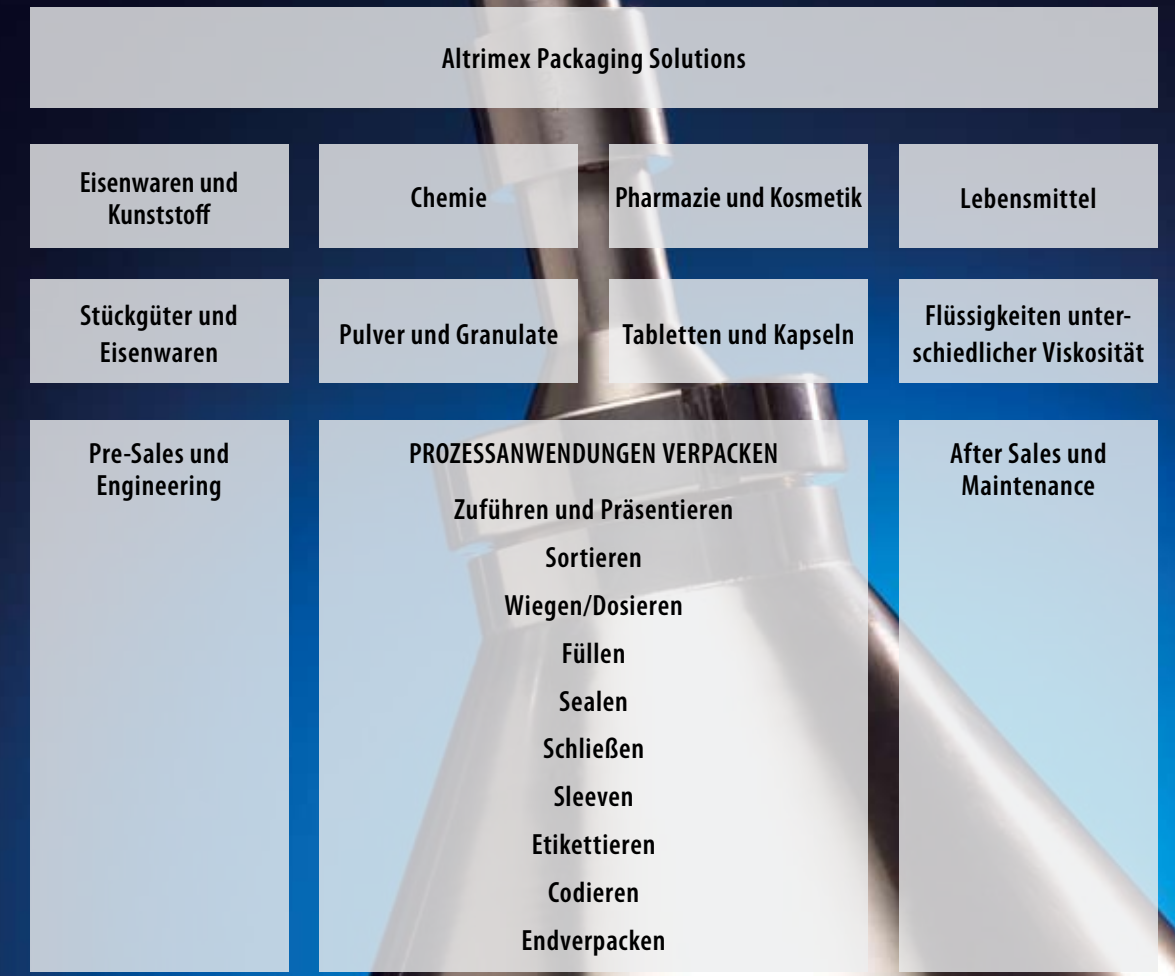 Altrimex Packaging Solutions
Eisenwaren und
Kunststoff
Chemie
Pharmazie und Kosmetik
Lebensmittel
Stückgüter und
Eisenwaren
Pulver und Granulate
Tabletten und Kapseln
Flüssigkeiten unter-
schiedlicher Viskosität
Pre-Sales und
Engineering
PROZESSANWENDUNGEN VERPACKEN
Zuführen und Präsentieren
Sortieren
Wiegen/Dosieren
Füllen
Sealen
Schließen
Sleeven
Etikettieren
Codieren
Endverpacken
After Sales und
Maintenance